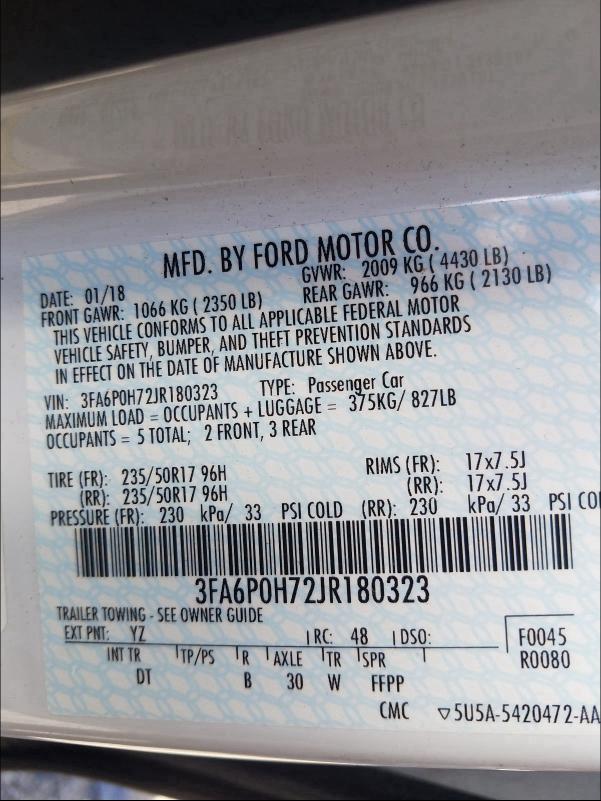 MFD. BY FORD MOTOR CO.
DATE: 01/18 GVWR: 2009 KG ( 4430 LB)
FRONT GAWR: 1066 KG ( 2350 LB) REAR GAWR: 966 KG ( 2130 LB)
THIS VEHICLE CONFORMS TO ALL APPLICABLE FEDERAL MOTOR
VEHICLE SAFETY, BUMPER, AND THEFT PREVENTION STANDARDS
IN EFFECT ON THE DATE OF MANUFACTURE SHOWN ABOVE.
VIN: 3FA6P0H72JR180323 TYPE: Passenger Car
MAXIMUM LOAD = OCCUPANTS + LUGGAGE = 375KG/ 827LB
OCCUPANTS = 5 TOTAL; 2 FRONT, 3 REAR
TIRE (FR): 235/50R17 96H RIMS (FR): 17x7.5J
(RR): 235/50R17 96H (RR): 17x7.5J
PRESSURE (FR): 230 kPa/ 33 PSI COLD (RR): 230 kPa/ 33 PSI COL
3FA6P0H72JR180323
TRAILER TOWING - SEE OWNER GUIDE
EXT PNT: YZ RC: 48 DSO: F0045
INT TR TP/PS R AXLE TR SPR R0080
DT B 30 W FFPP
CMC ▽5U5A-5420472-AA